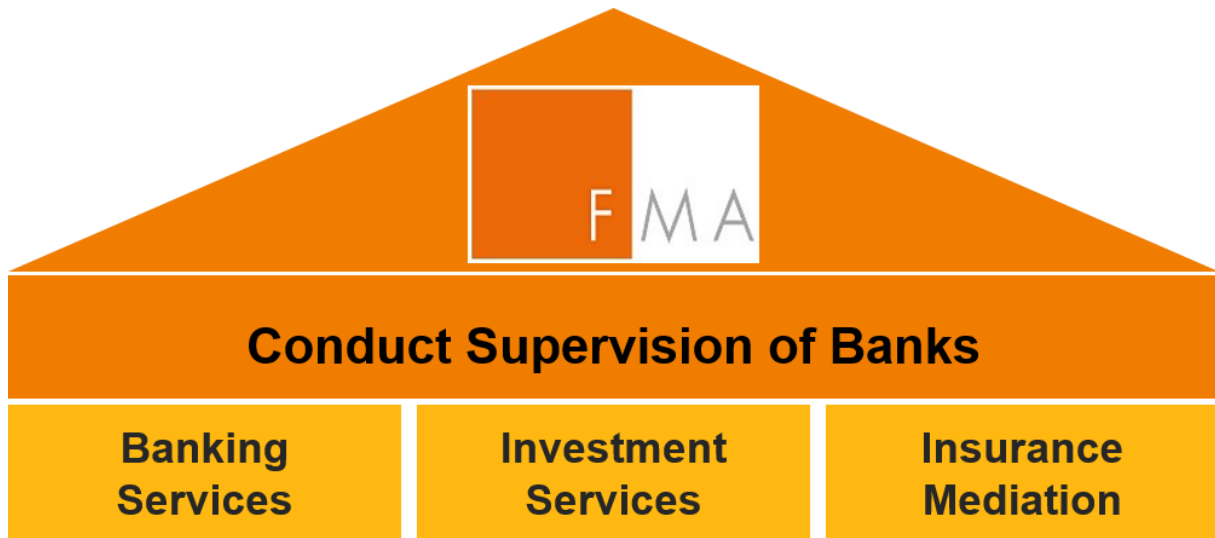 FMA
Conduct Supervision of Banks
Banking
Services
Investment
Services
Insurance
Mediation